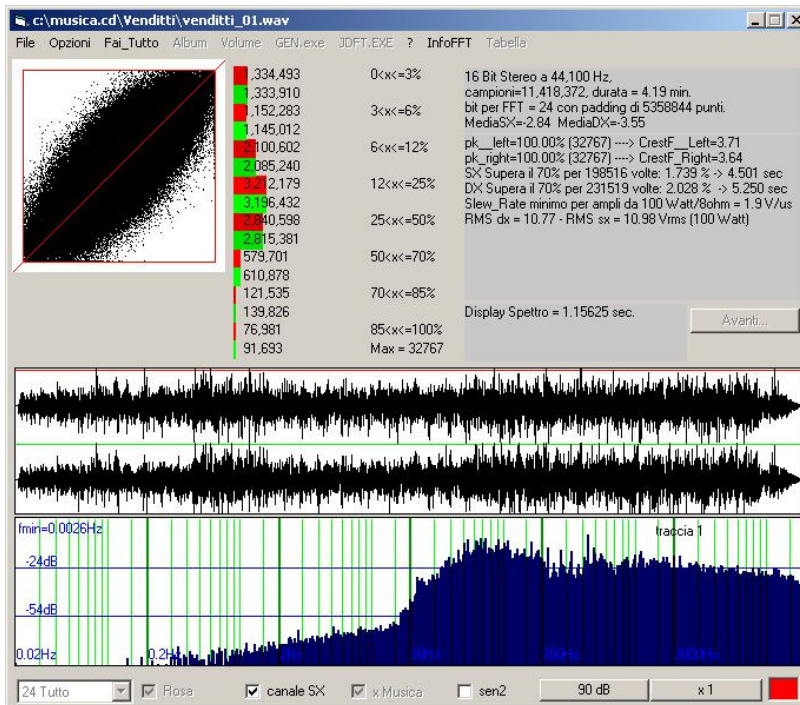 c:\musica.cd\Venditti\venditti_01.wav
File Opzioni Fai_Tutto Album Volume GEN.exe JDFT.EXE ? InfoFFT Tabella
1,334,493 0<x<=3%
1,333,910
1,152,283 3<x<=6%
1,145,012
2,100,602 6<x<=12%
2,085,240
3,212,179 12<x<=25%
3,196,432
2,840,598 25<x<=50%
2,815,381
579,701 50<x<=70%
610,878
121,535 70<x<=85%
139,826
76,981 85<x<=100%
91,693 Max = 32767
16 Bit Stereo a 44,100 Hz,
campioni=11,418,372, durata = 4.19 min.
bit per FFT = 24 con padding di 5358844 punti.
MediaSX=-2.84 MediaDX=-3.55
pk__left=100.00% (32767) ----> CrestF__Left=3.71
pk_right=100.00% (32767) ---> CrestF_Right=3.64
SX Supera il 70% per 198516 volte: 1.739 % -> 4.501 sec
DX Supera il 70% per 231519 volte: 2.028 % -> 5.250 sec
Slew_Rate minimo per ampli da 100 Watt/8ohm = 1.9 V/us
RMS dx = 10.77 - RMS sx = 10.98 Vrms (100 Watt)
Display Spettro = 1.15625 sec.
Avanti...
fmin=0.0026Hz
traccia 1
-24dB
-54dB
0.02Hz 0.2Hz 2Hz 20Hz 200Hz 2000Hz
24 Tutto Rosa canale SX x Musica sen2 90 dB x 1